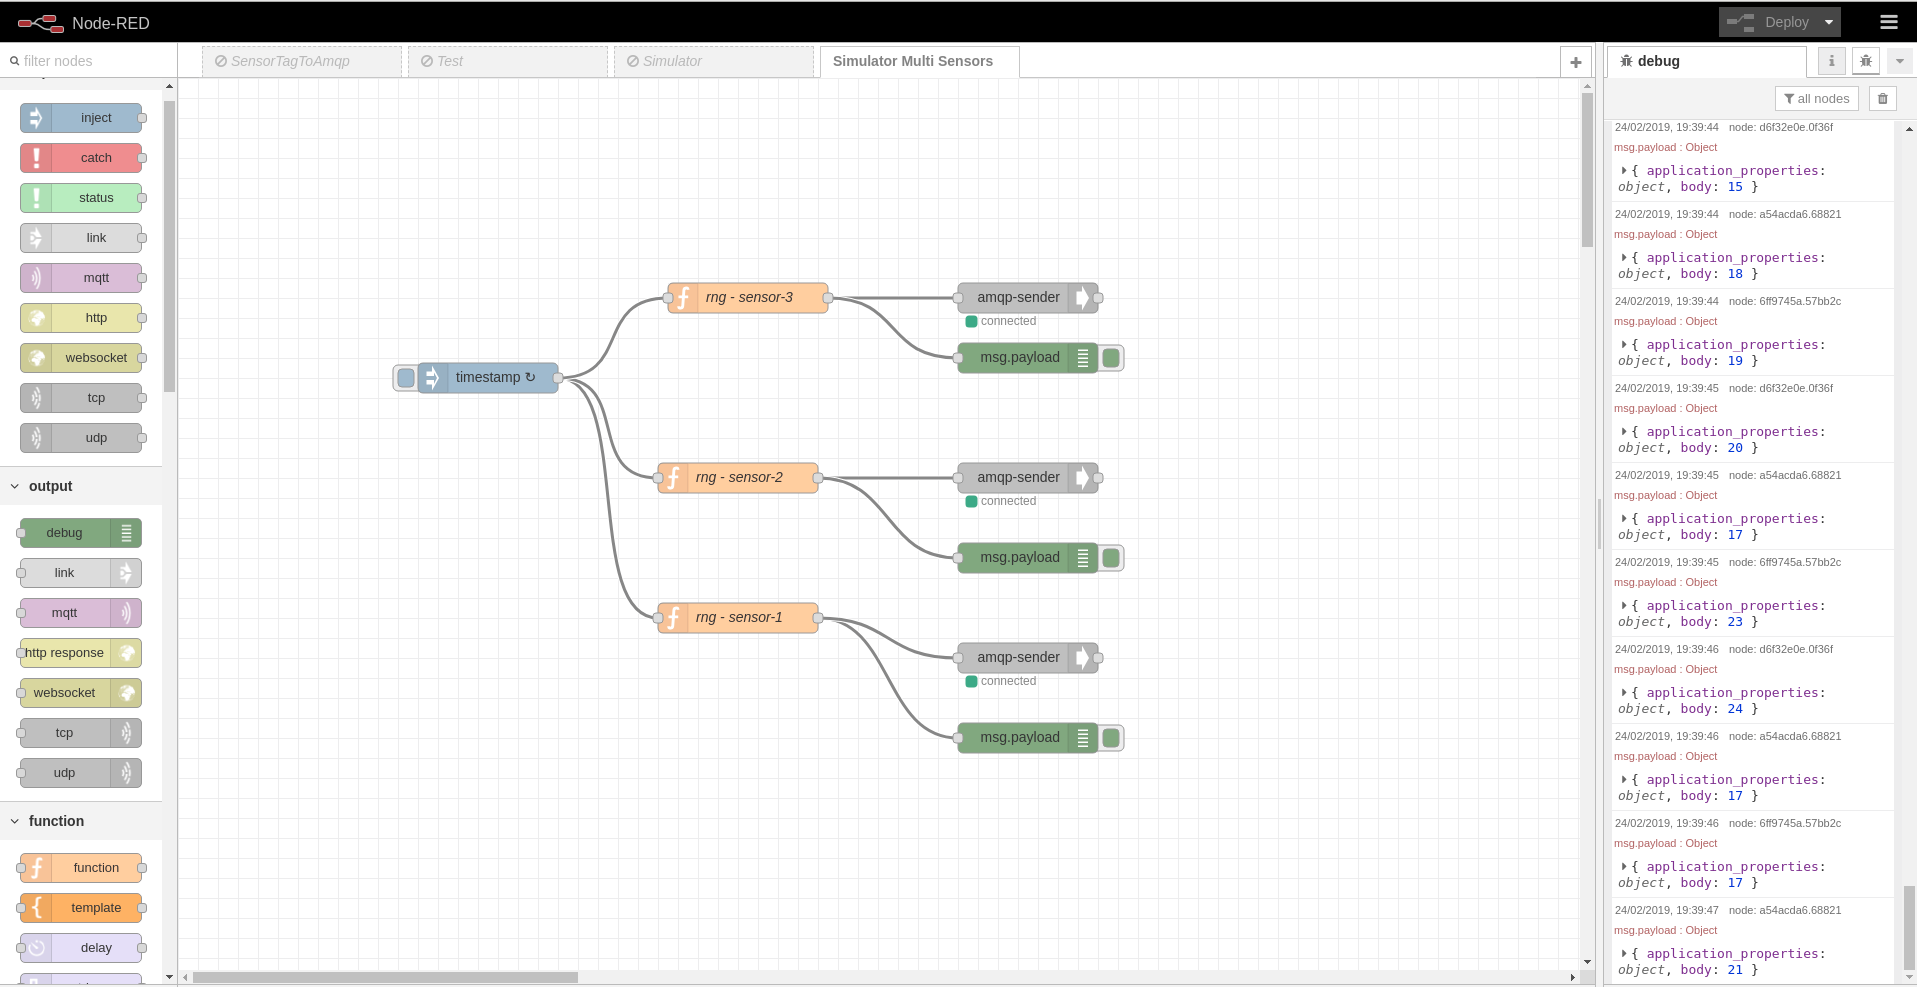 Node-RED
Deploy
filter nodes
SensorTagToAmqp
Test
Simulator
Simulator Multi Sensors
debug
all nodes
inject
catch
status
link
mqtt
http
websocket
tcp
udp
output
debug
link
mqtt
http response
websocket
tcp
udp
function
function
template
delay
timestamp ↻
rng - sensor-3
amqp-sender
connected
msg.payload
rng - sensor-2
amqp-sender
connected
msg.payload
rng - sensor-1
amqp-sender
connected
msg.payload
24/02/2019, 19:39:44 node: d6f32e0e.0f36f
msg.payload : Object
{ application_properties:
object, body: 15 }
24/02/2019, 19:39:44 node: a54acda6.68821
msg.payload : Object
{ application_properties:
object, body: 18 }
24/02/2019, 19:39:44 node: 6ff9745a.57bb2c
msg.payload : Object
{ application_properties:
object, body: 19 }
24/02/2019, 19:39:45 node: d6f32e0e.0f36f
msg.payload : Object
{ application_properties:
object, body: 20 }
24/02/2019, 19:39:45 node: a54acda6.68821
msg.payload : Object
{ application_properties:
object, body: 17 }
24/02/2019, 19:39:45 node: 6ff9745a.57bb2c
msg.payload : Object
{ application_properties:
object, body: 23 }
24/02/2019, 19:39:46 node: d6f32e0e.0f36f
msg.payload : Object
{ application_properties:
object, body: 24 }
24/02/2019, 19:39:46 node: a54acda6.68821
msg.payload : Object
{ application_properties:
object, body: 17 }
24/02/2019, 19:39:46 node: 6ff9745a.57bb2c
msg.payload : Object
{ application_properties:
object, body: 17 }
24/02/2019, 19:39:47 node: a54acda6.68821
msg.payload : Object
{ application_properties:
object, body: 21 }